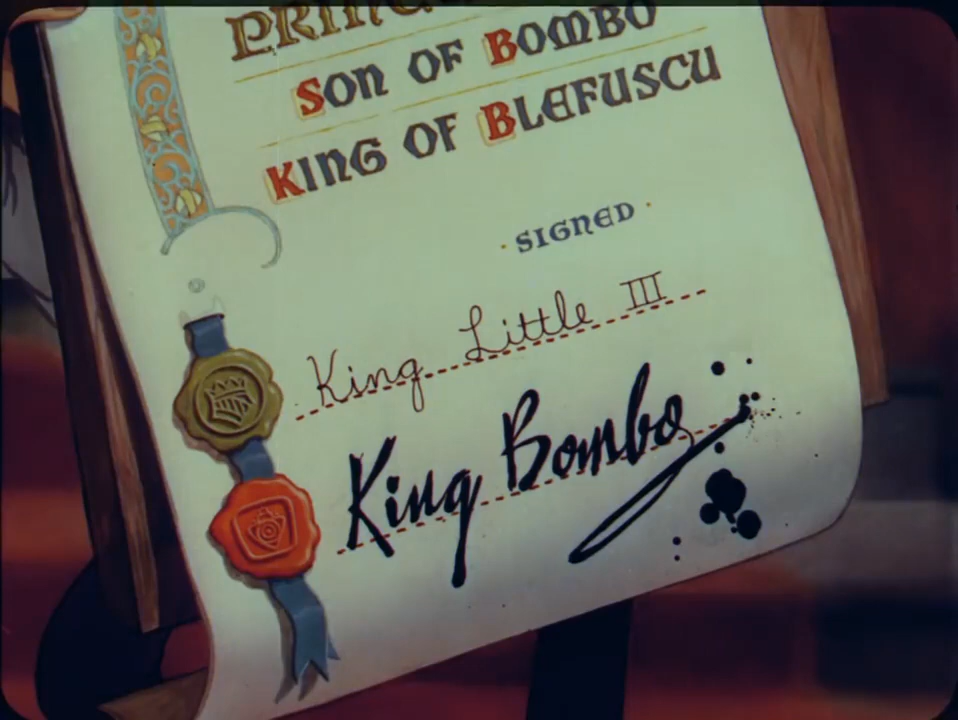 SON OF BOMBO
KING OF BLEFUSCU
· SIGNED ·
King Little III
King Bombo